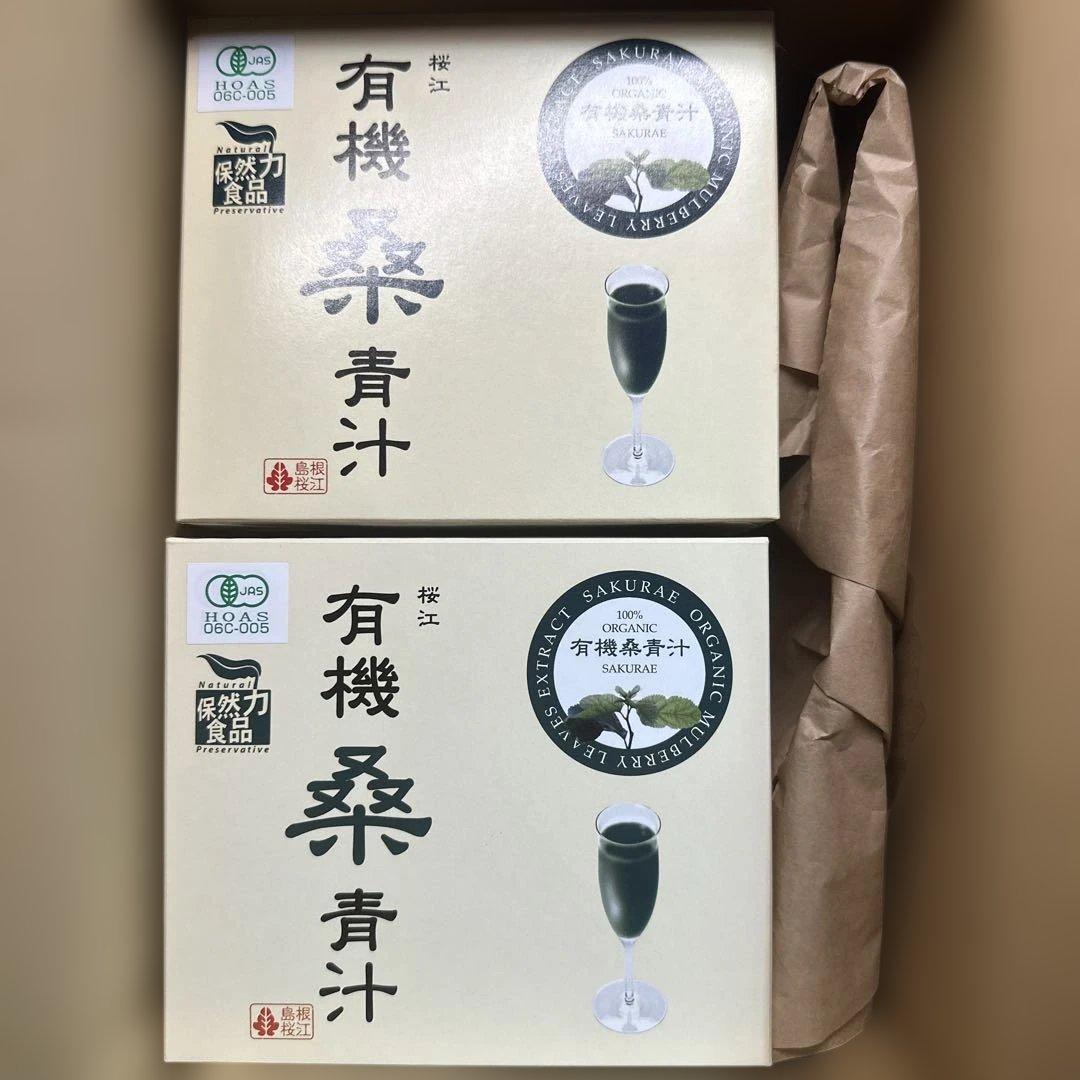 JAS
HOAS
06C-005
Natural
保然力
食品
Preservative
桜江
有機
桑
青汁
島根
桜江
SAKURAE ORGANIC MULBERRY LEAVES EXTRACT
100%
ORGANIC
有機桑青汁
SAKURAE
JAS
HOAS
06C-005
Natural
保然力
食品
Preservative
桜江
有機
桑
青汁
島根
桜江
SAKURAE ORGANIC MULBERRY LEAVES EXTRACT
100%
ORGANIC
有機桑青汁
SAKURAE